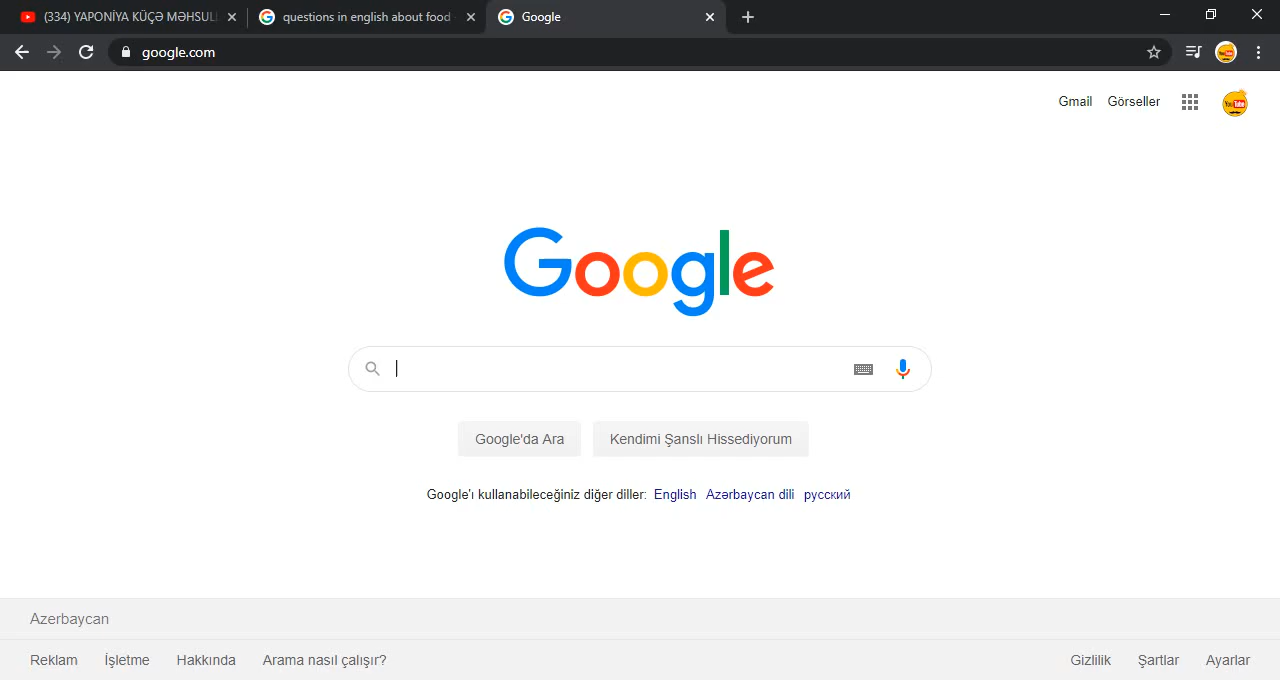 (334) YAPONİYA KÜÇƏ MƏHSULL
questions in english about food
Google
google.com
Gmail Görseller
YouTube
Google
Google'da Ara Kendimi Şanslı Hissediyorum
Google'ı kullanabileceğiniz diğer diller: English Azərbaycan dili русский
Azerbaycan
Reklam İşletme Hakkında Arama nasıl çalışır? Gizlilik Şartlar Ayarlar